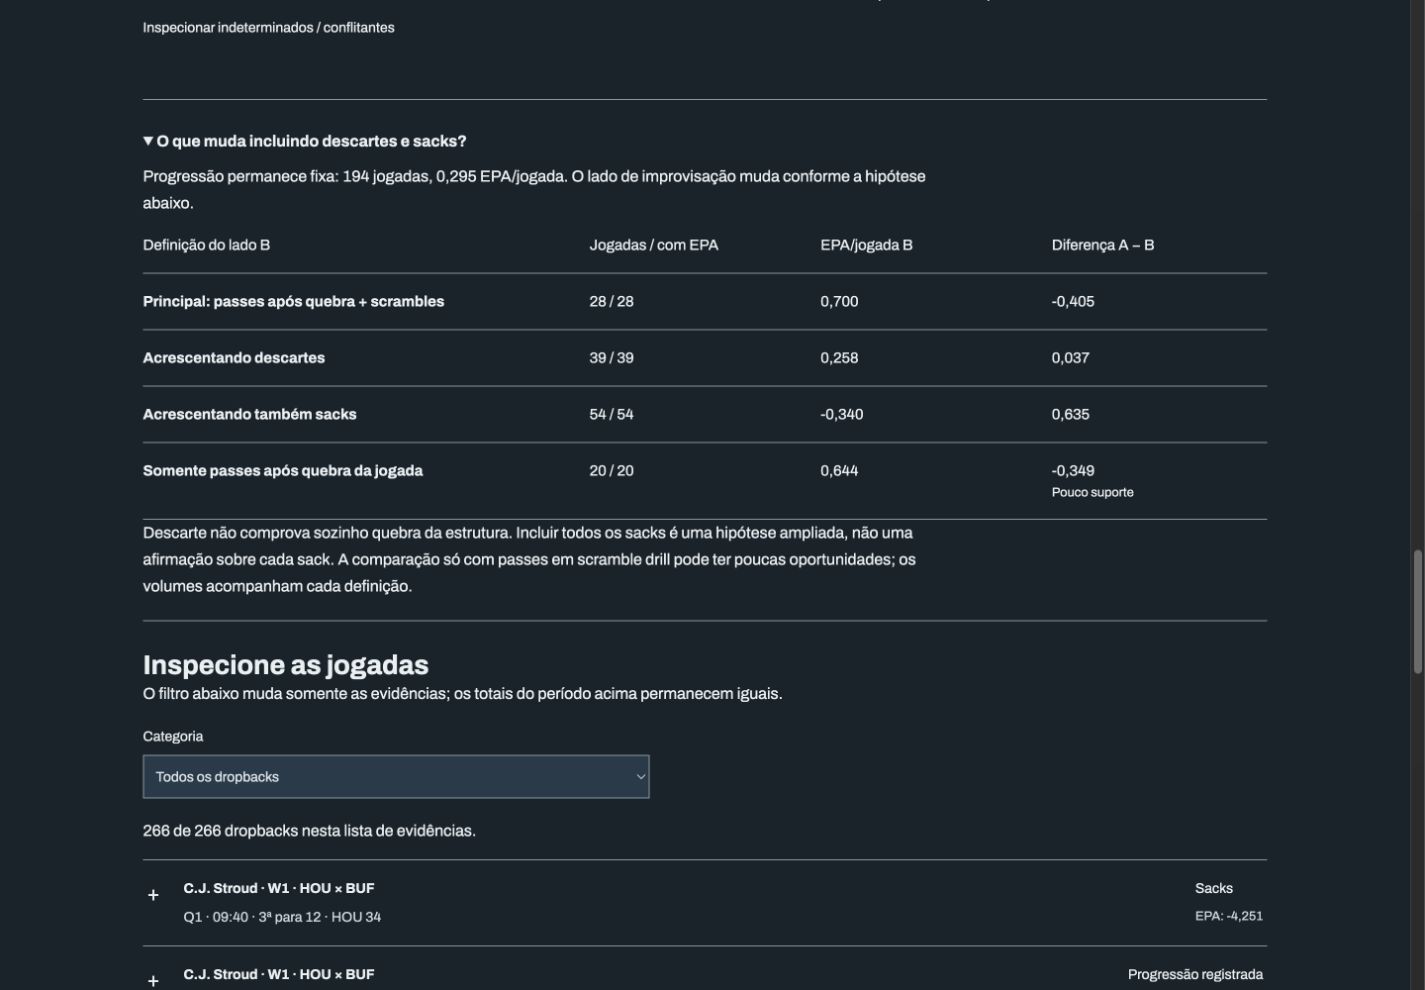 Inspecionar indeterminados / conflitantes
▼ O que muda incluindo descartes e sacks?
Progressão permanece fixa: 194 jogadas, 0,295 EPA/jogada. O lado de improvisação muda conforme a hipótese
abaixo.
Definição do lado B Jogadas / com EPA EPA/jogada B Diferença A – B
Principal: passes após quebra + scrambles 28 / 28 0,700 -0,405
Acrescentando descartes 39 / 39 0,258 0,037
Acrescentando também sacks 54 / 54 -0,340 0,635
Somente passes após quebra da jogada 20 / 20 0,644 -0,349
Pouco suporte
Descarte não comprova sozinho quebra da estrutura. Incluir todos os sacks é uma hipótese ampliada, não uma
afirmação sobre cada sack. A comparação só com passes em scramble drill pode ter poucas oportunidades; os
volumes acompanham cada definição.
Inspecione as jogadas
O filtro abaixo muda somente as evidências; os totais do período acima permanecem iguais.
Categoria
Todos os dropbacks
266 de 266 dropbacks nesta lista de evidências.
+ C.J. Stroud · W1 · HOU × BUF Sacks
Q1 · 09:40 · 3ª para 12 · HOU 34 EPA: -4,251
+ C.J. Stroud · W1 · HOU × BUF Progressão registrada